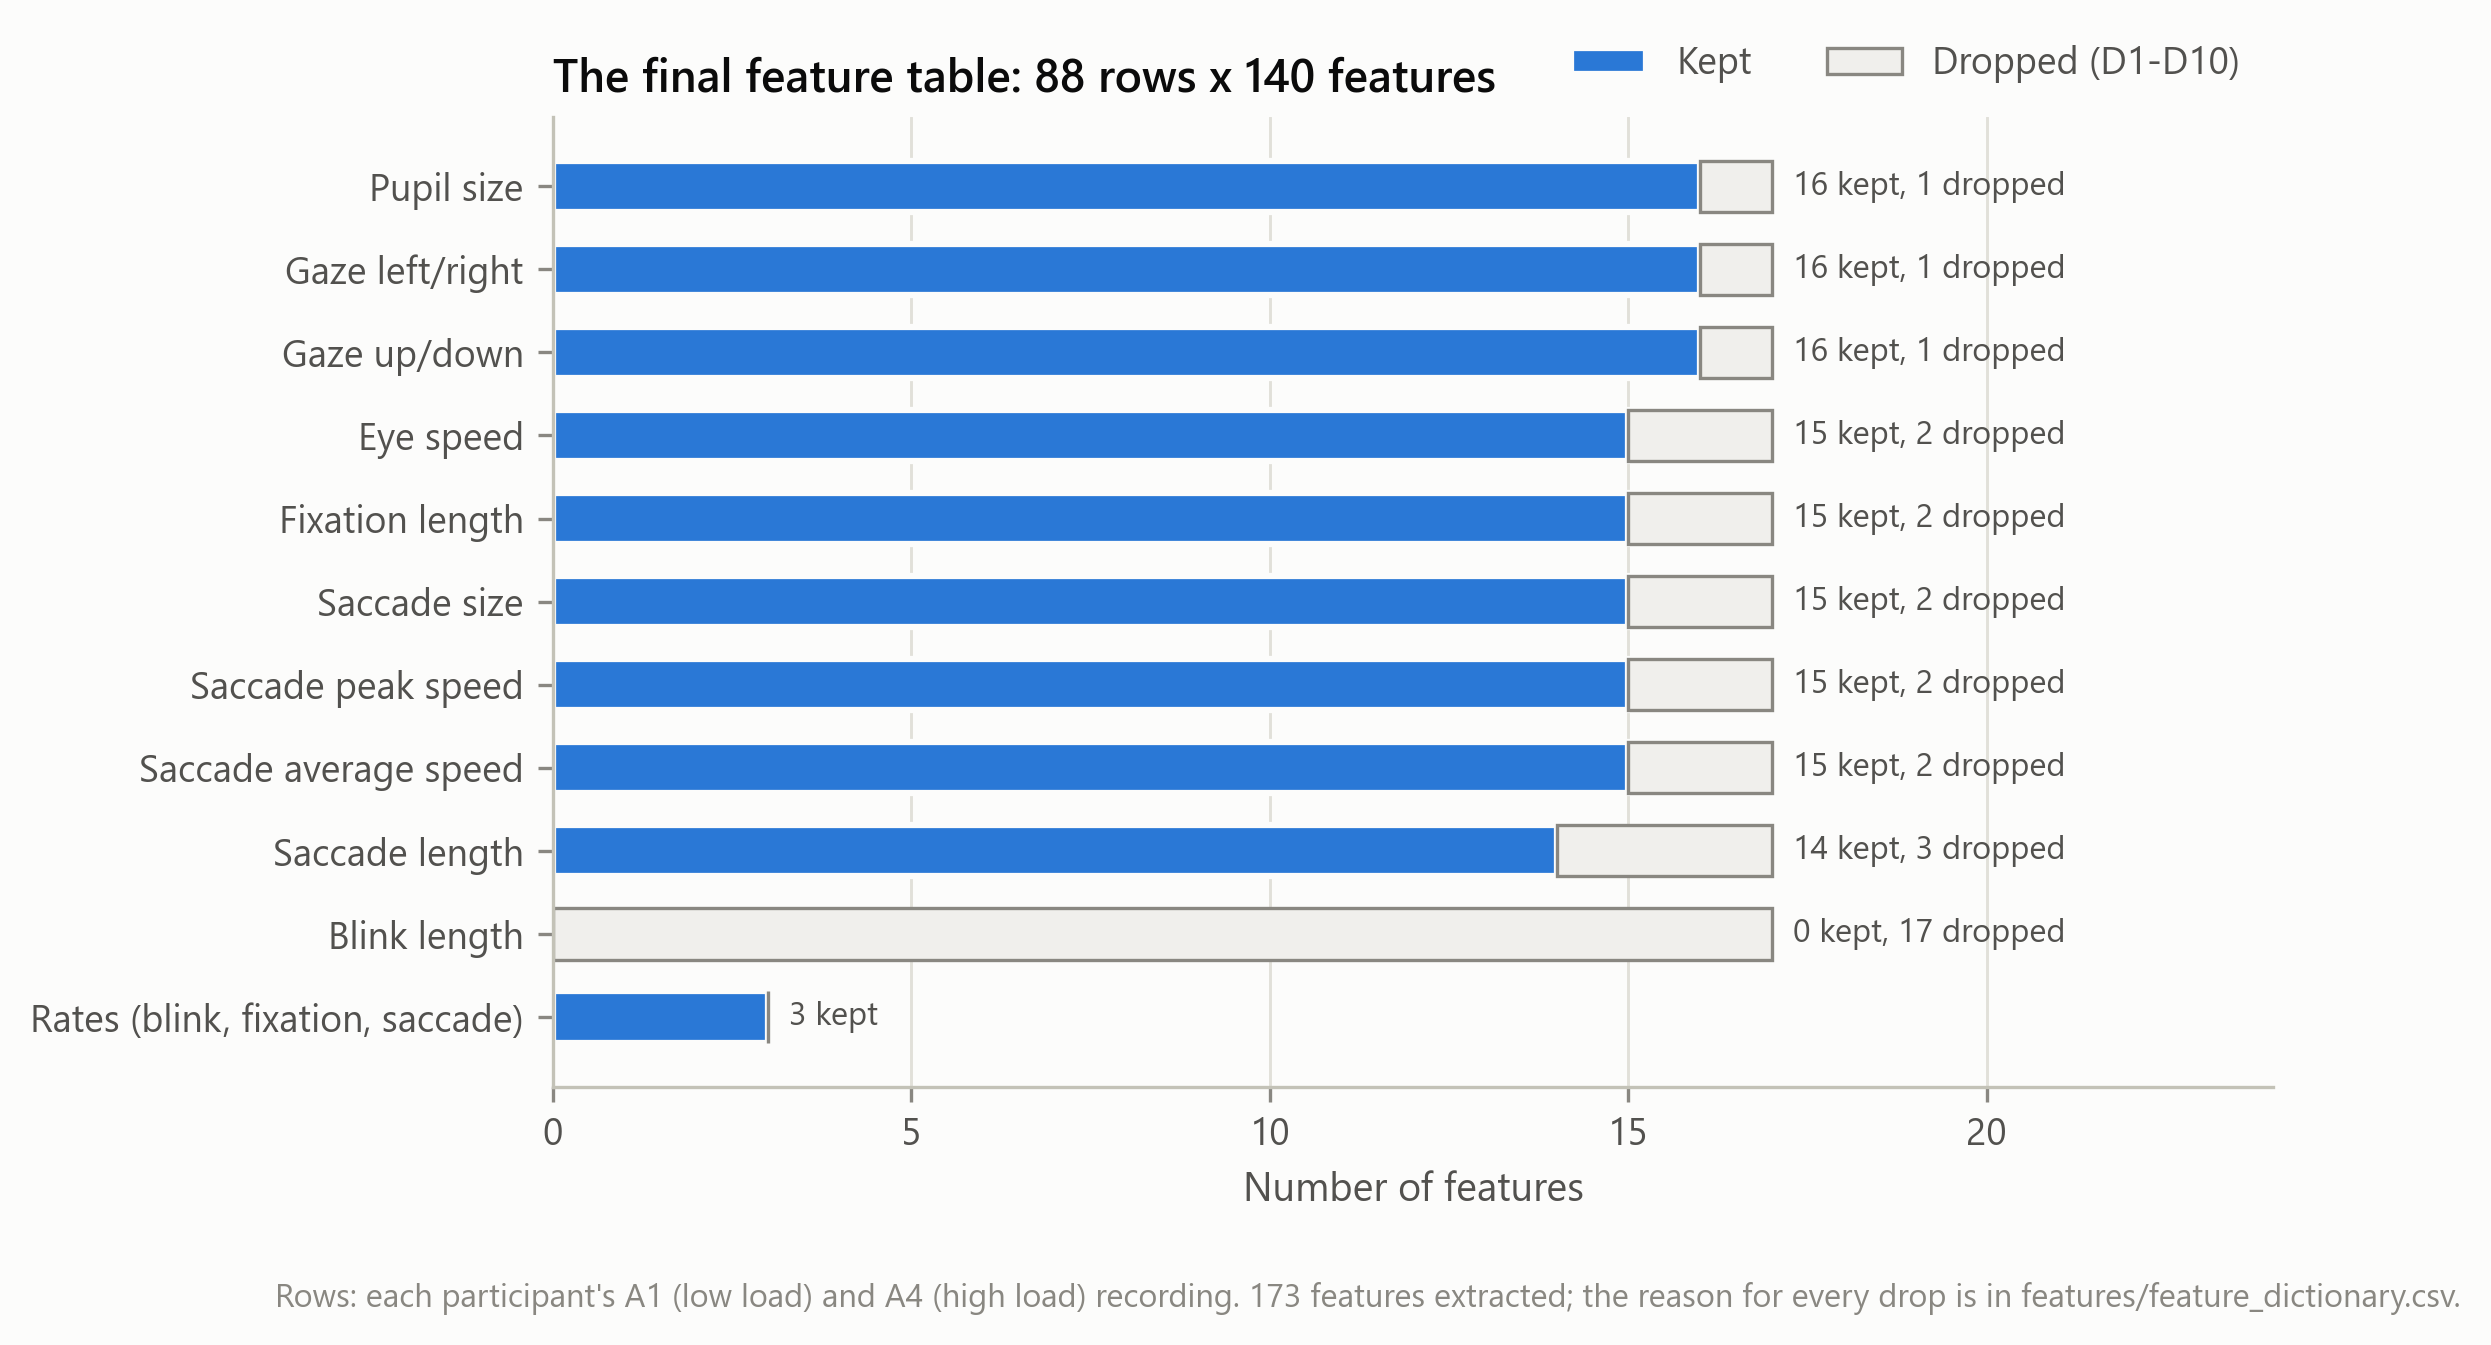 The final feature table: 88 rows x 140 features
Kept
Dropped (D1-D10)
Pupil size
16 kept, 1 dropped
Gaze left/right
16 kept, 1 dropped
Gaze up/down
16 kept, 1 dropped
Eye speed
15 kept, 2 dropped
Fixation length
15 kept, 2 dropped
Saccade size
15 kept, 2 dropped
Saccade peak speed
15 kept, 2 dropped
Saccade average speed
15 kept, 2 dropped
Saccade length
14 kept, 3 dropped
Blink length
0 kept, 17 dropped
Rates (blink, fixation, saccade)
3 kept
0 5 10 15 20
Number of features
Rows: each participant's A1 (low load) and A4 (high load) recording. 173 features extracted; the reason for every drop is in features/feature_dictionary.csv.